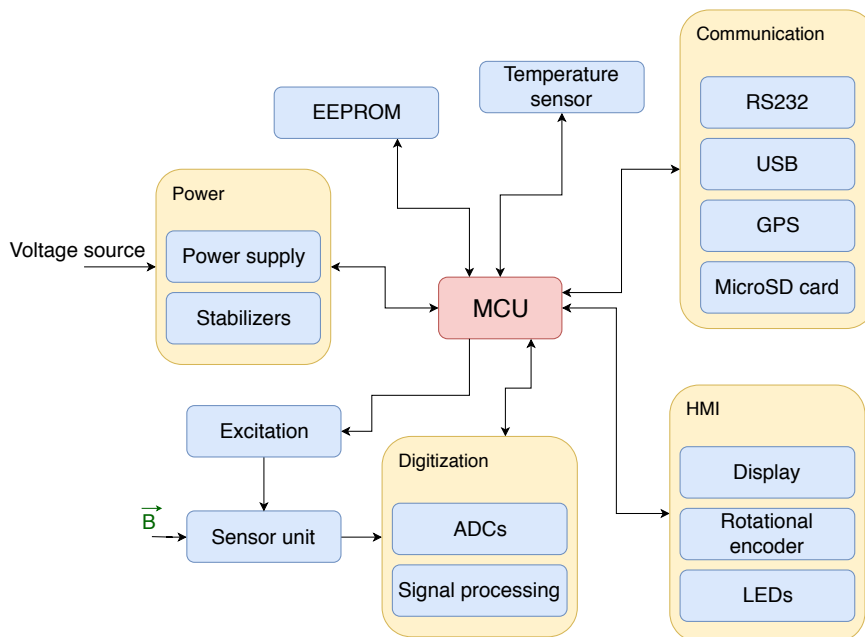 Communication
Temperature
sensor
EEPROM
RS232
USB
GPS
MicroSD card
Power
Voltage source
Power supply
Stabilizers
MCU
HMI
Display
Rotational
encoder
LEDs
Excitation
Digitization
B
Sensor unit
ADCs
Signal processing